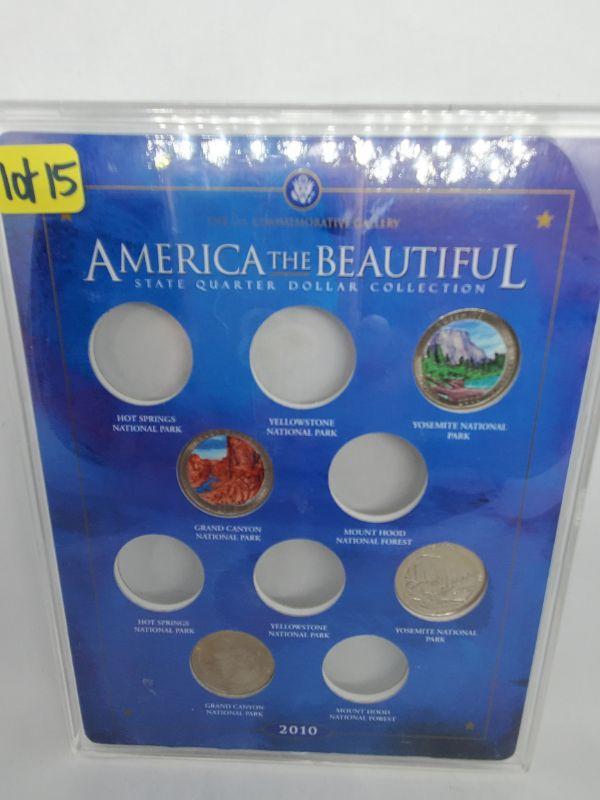 lot 15
THE U.S. COMMEMORATIVE GALLERY
AMERICA THE BEAUTIFUL
STATE QUARTER DOLLAR COLLECTION
HOT SPRINGS
NATIONAL PARK
YELLOWSTONE
NATIONAL PARK
YOSEMITE NATIONAL
PARK
GRAND CANYON
NATIONAL PARK
MOUNT HOOD
NATIONAL FOREST
HOT SPRINGS
NATIONAL PARK
YELLOWSTONE
NATIONAL PARK
YOSEMITE NATIONAL
PARK
GRAND CANYON
NATIONAL PARK
MOUNT HOOD
NATIONAL FOREST
2010